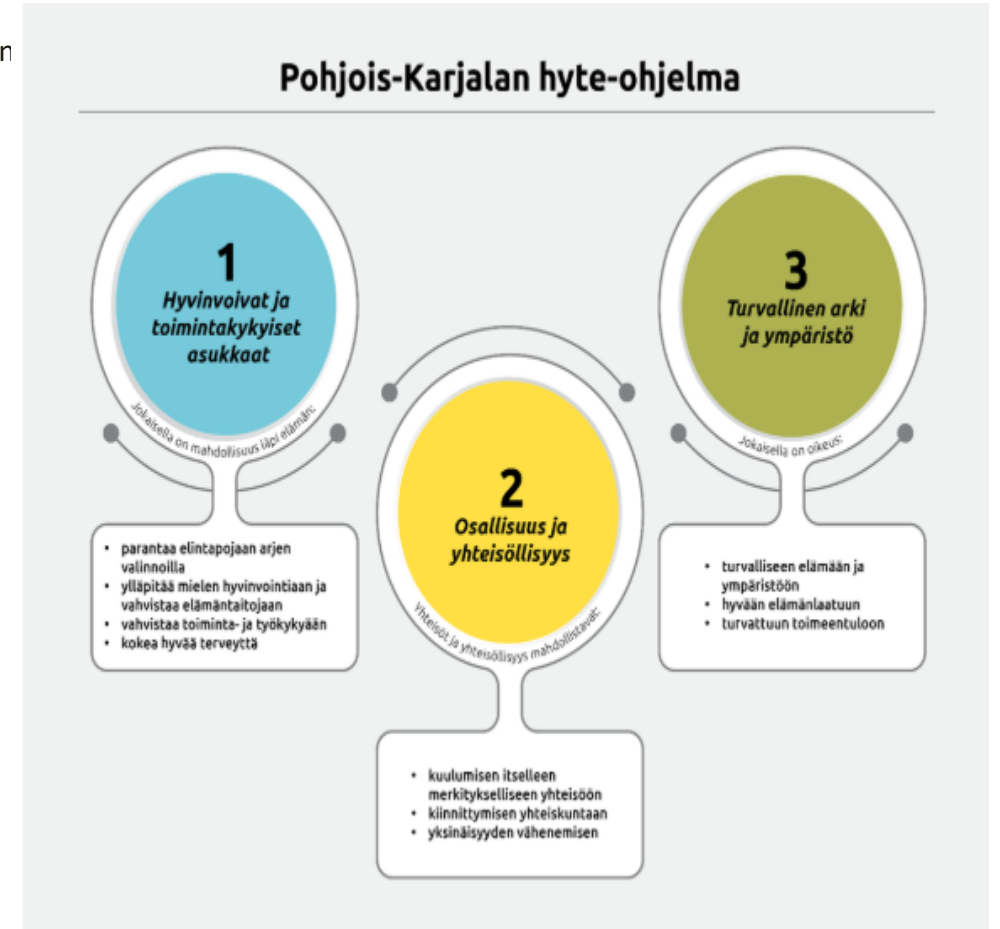 n
Pohjois-Karjalan hyte-ohjelma
1
Hyvinvoivat ja
toimintakykyiset
asukkaat
Jokaisella on mahdollisuus läpi elämän:
• parantaa elintapojaan arjen
valinnoilla
• ylläpitää mielen hyvinvointiaan ja
vahvistaa elämäntaitojaan
• vahvistaa toiminta- ja työkykyään
• kokea hyvää terveyttä
2
Osallisuus ja
yhteisöllisyys
Yhteisöt ja yhteisöllisyys mahdollistavat:
• kuulumisen itselleen
merkitykselliseen yhteisöön
• kiinnittymisen yhteiskuntaan
• yksinäisyyden vähenemisen
3
Turvallinen arki
ja ympäristö
Jokaisella on oikeus:
• turvalliseen elämään ja
ympäristöön
• hyvään elämänlaatuun
• turvattuun toimeentuloon